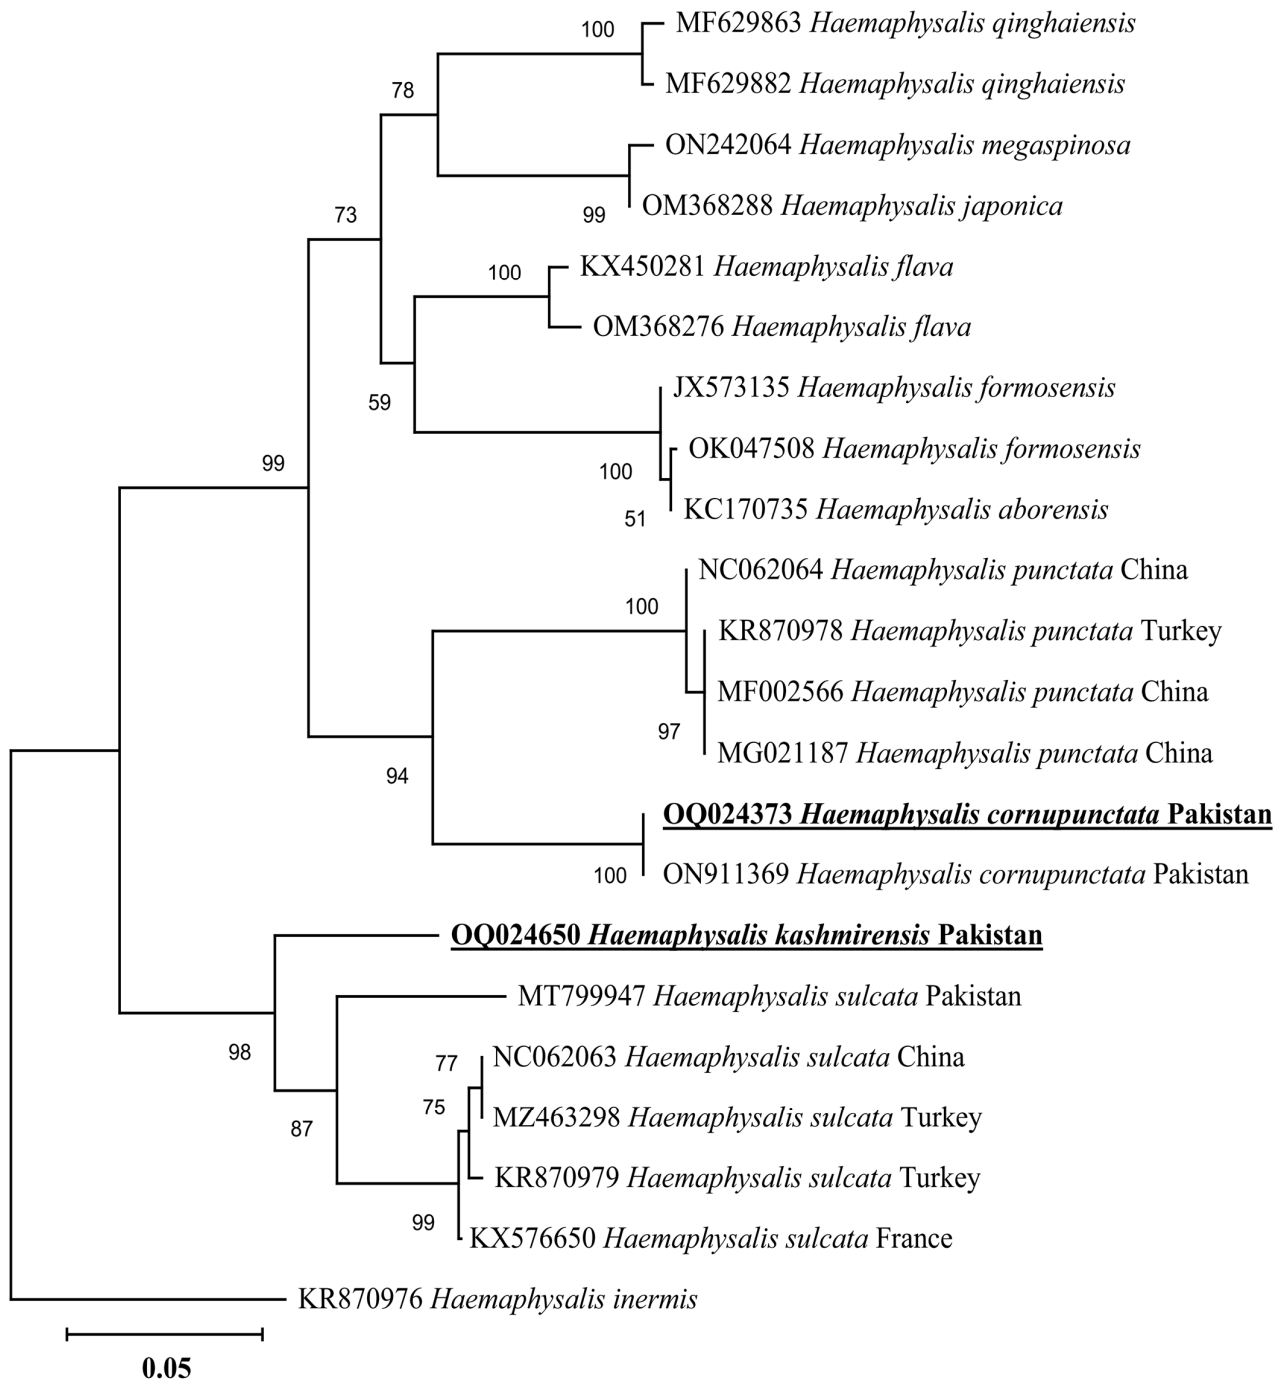 100
MF629863 Haemaphysalis qinghaiensis
MF629882 Haemaphysalis qinghaiensis
78
ON242064 Haemaphysalis megaspinosa
OM368288 Haemaphysalis japonica
99
73
KX450281 Haemaphysalis flava
100
OM368276 Haemaphysalis flava
59
JX573135 Haemaphysalis formosensis
OK047508 Haemaphysalis formosensis
100
KC170735 Haemaphysalis aborensis
51
99
NC062064 Haemaphysalis punctata China
100
KR870978 Haemaphysalis punctata Turkey
MF002566 Haemaphysalis punctata China
97
MG021187 Haemaphysalis punctata China
94
OQ024373 Haemaphysalis cornupunctata Pakistan
ON911369 Haemaphysalis cornupunctata Pakistan
100
OQ024650 Haemaphysalis kashmirensis Pakistan
MT799947 Haemaphysalis sulcata Pakistan
98
77
NC062063 Haemaphysalis sulcata China
75
MZ463298 Haemaphysalis sulcata Turkey
87
KR870979 Haemaphysalis sulcata Turkey
99
KX576650 Haemaphysalis sulcata France
KR870976 Haemaphysalis inermis
0.05